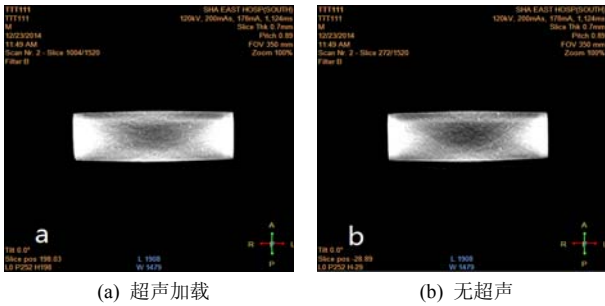 TTT111
TTT111
M
12/23/2014
11:49 AM
Scan Nr. 2 - Slice 1004/1520
Filter B
SHA EAST HOSP(SOUTH)
120kV, 200mAs, 178mA, 1,124ms
Slice Thk 0.7mm
Pitch 0.89
FOV 350 mm
Zoom 100%
a
A
R
L
P
Tilt 0.0°
Slice pos 198.03
L0 P252 H198
L 1908
W 1479
TTT111
TTT111
M
12/23/2014
11:49 AM
Scan Nr. 2 - Slice 272/1520
Filter B
SHA EAST HOSP(SOUTH)
120kV, 200mAs, 178mA, 1,124ms
Slice Thk 0.7mm
Pitch 0.89
FOV 350 mm
Zoom 100%
b
A
R
L
P
Tilt 0.0°
Slice pos -28.89
L0 P252 H-29
L 1908
W 1479
(a) 超声加载
(b) 无超声